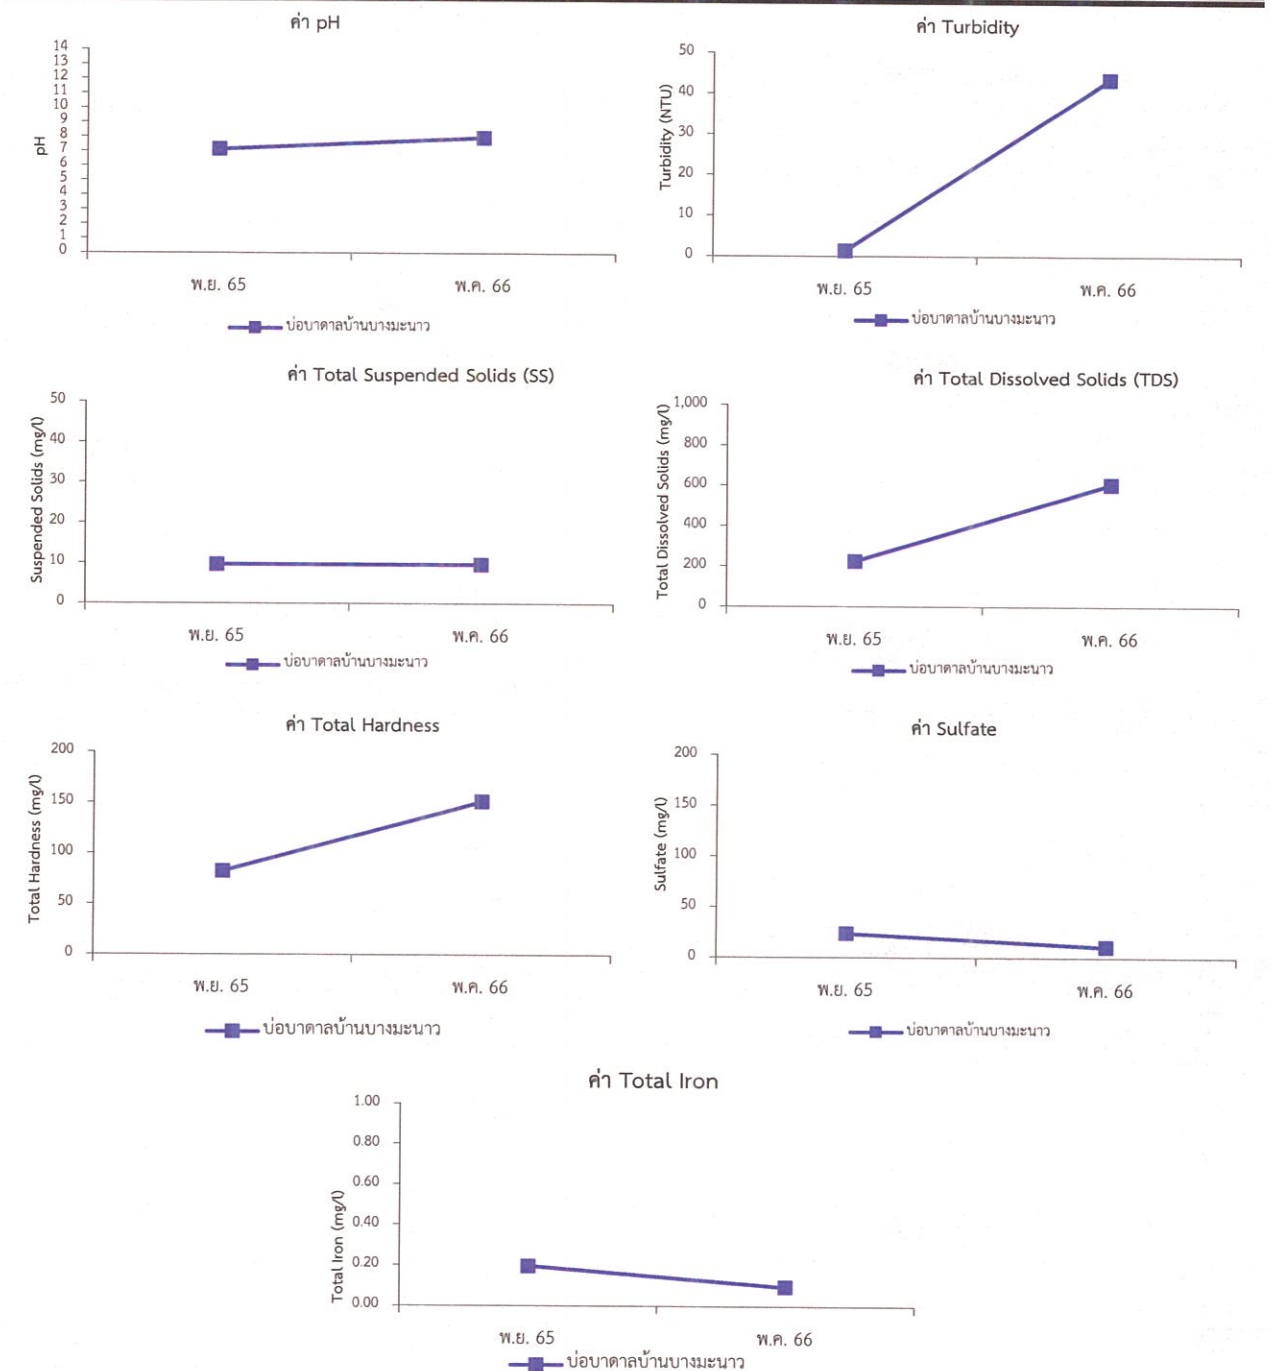 ค่า pH
14
13
12
11
10
9
8
7
6
5
4
3
2
1
0
pH
พ.ย. 65
พ.ค. 66
บ่อบาดาลบ้านบางมะนาว
ค่า Turbidity
50
40
30
20
10
0
Turbidity (NTU)
พ.ย. 65
พ.ค. 66
บ่อบาดาลบ้านบางมะนาว
ค่า Total Suspended Solids (SS)
50
40
30
20
10
0
Suspended Solids (mg/l)
พ.ย. 65
พ.ค. 66
บ่อบาดาลบ้านบางมะนาว
ค่า Total Dissolved Solids (TDS)
1,000
800
600
400
200
0
Total Dissolved Solids (mg/l)
พ.ย. 65
พ.ค. 66
บ่อบาดาลบ้านบางมะนาว
ค่า Total Hardness
200
150
100
50
0
Total Hardness (mg/l)
พ.ย. 65
พ.ค. 66
บ่อบาดาลบ้านบางมะนาว
ค่า Sulfate
200
150
100
50
0
Sulfate (mg/l)
พ.ย. 65
พ.ค. 66
บ่อบาดาลบ้านบางมะนาว
ค่า Total Iron
1.00
0.80
0.60
0.40
0.20
0.00
Total Iron (mg/l)
พ.ย. 65
พ.ค. 66
บ่อบาดาลบ้านบางมะนาว